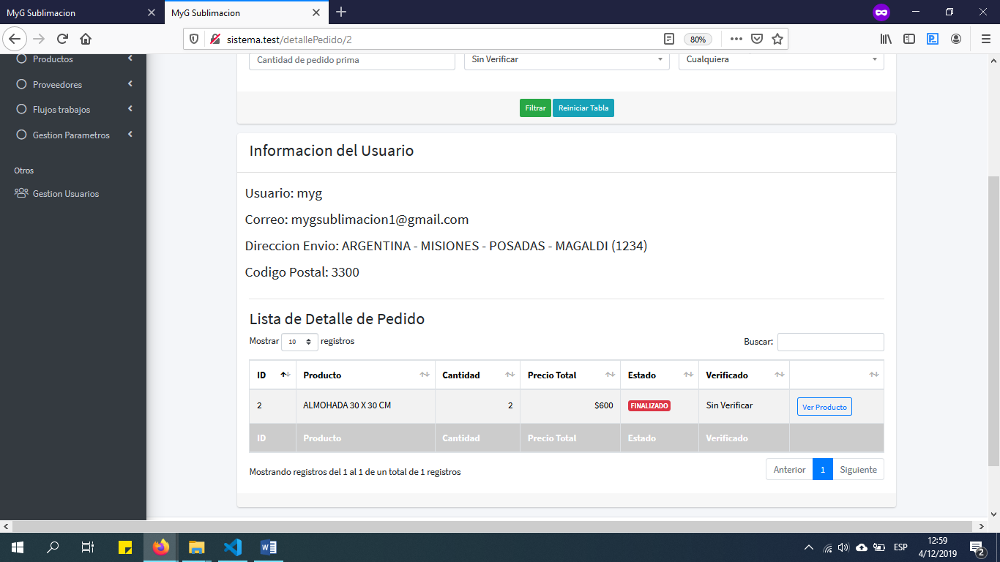 MyG Sublimacion
MyG Sublimacion
sistema.test/detallePedido/2
80%
Productos
Proveedores
Flujos trabajos
Gestion Parametros
Otros
Gestion Usuarios
Cantidad de pedido prima
Sin Verificar
Cualquiera
Filtrar
Reiniciar Tabla
Informacion del Usuario
Usuario: myg
Correo: mygsublimacion1@gmail.com
Direccion Envio: ARGENTINA - MISIONES - POSADAS - MAGALDI (1234)
Codigo Postal: 3300
Lista de Detalle de Pedido
Mostrar 10 registros
Buscar:
ID Producto Cantidad Precio Total Estado Verificado
2 ALMOHADA 30 X 30 CM 2 $600 FINALIZADO Sin Verificar Ver Producto
ID Producto Cantidad Precio Total Estado Verificado
Mostrando registros del 1 al 1 de un total de 1 registros
Anterior 1 Siguiente
ESP
12:59
4/12/2019
2